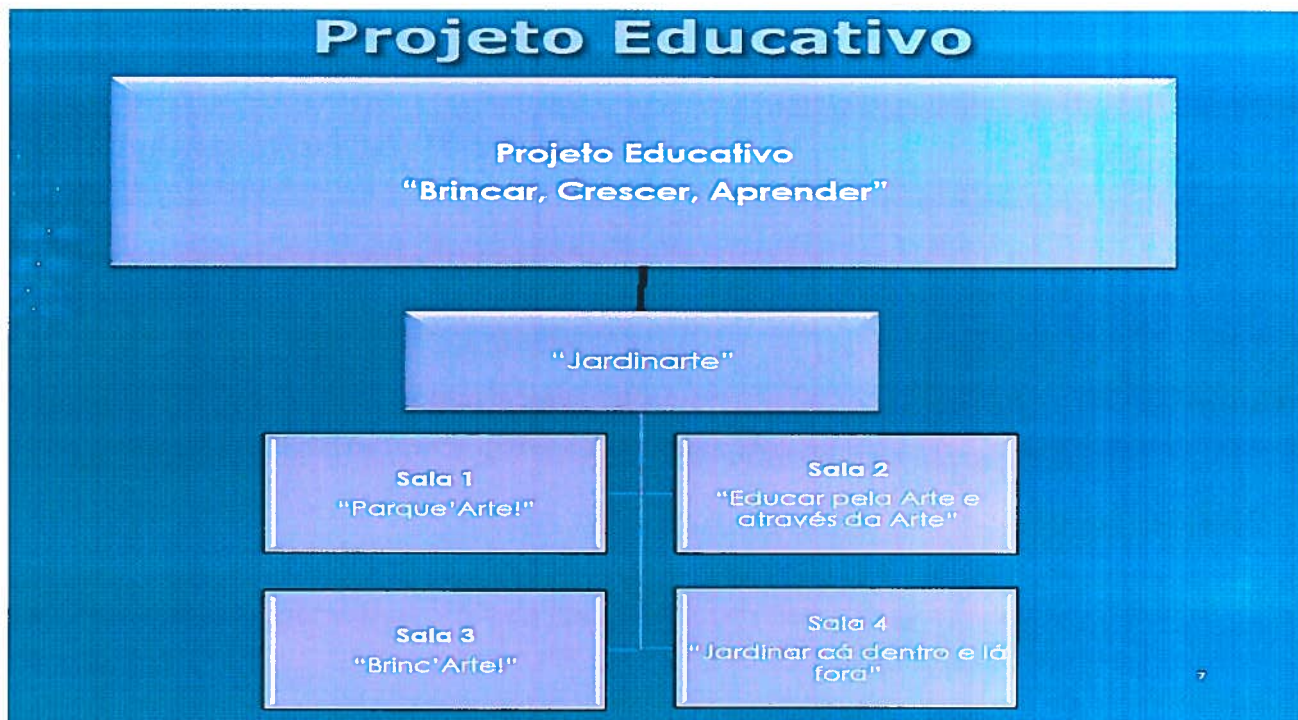 Projeto Educativo
Projeto Educativo
“Brincar, Crescer, Aprender”
“Jardinarte”
Sala 1
“Parque’Arte!”
Sala 2
“Educar pela Arte e
através da Arte”
Sala 3
“Brinc’Arte!”
Sala 4
“Jardinar cá dentro e lá
fora”
7